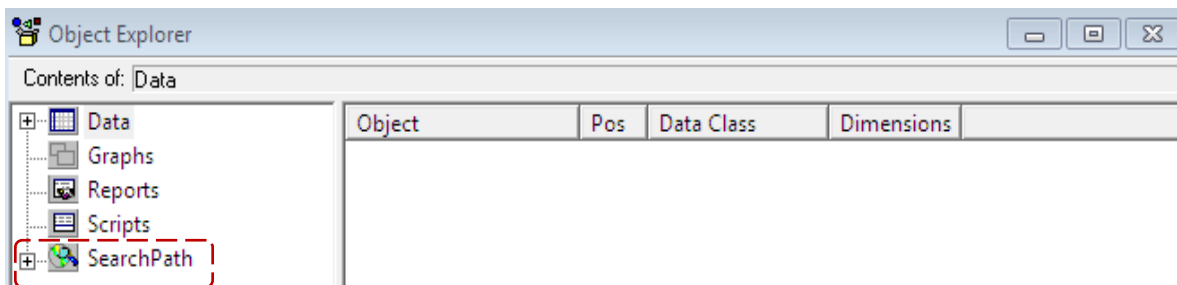 Object Explorer
Contents of: Data
Data
Object Pos Data Class Dimensions
Graphs
Reports
Scripts
SearchPath